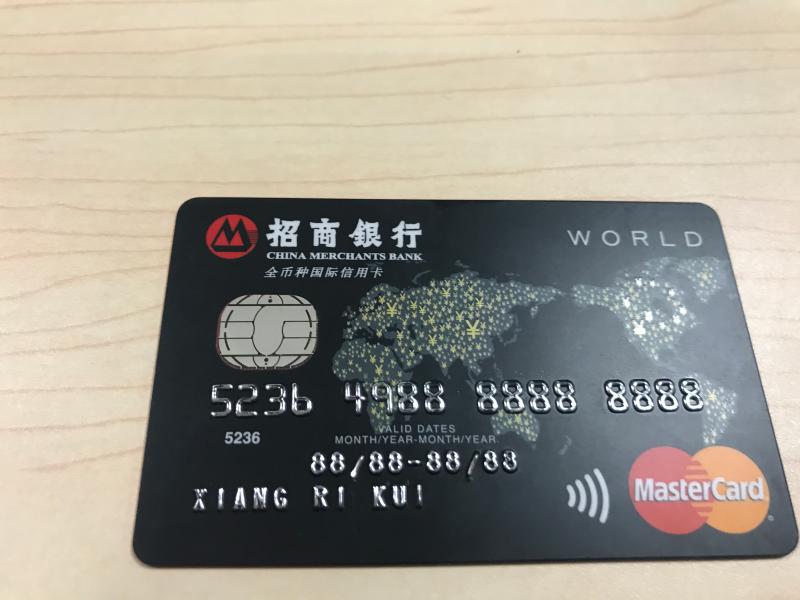 招商銀行
CHINA MERCHANTS BANK
全币种国际信用卡
WORLD
5236 4988 8888 8888
5236
VALID DATES
MONTH/YEAR-MONTH/YEAR
88/88-88/88
XIANG RI KUI
MasterCard